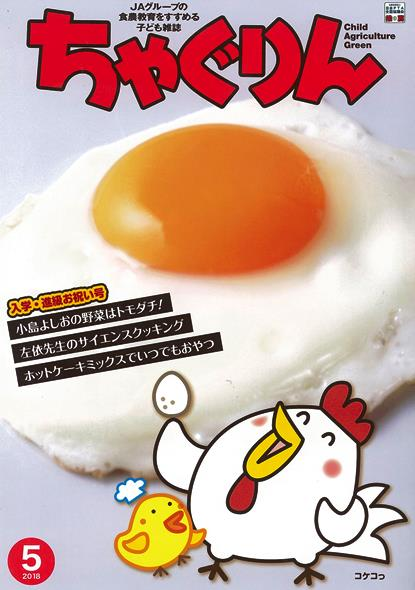 JAグループの
食農教育をすすめる
子ども雑誌
ちゃぐりん
Child
Agriculture
Green
入学・進級お祝い号
小島よしおの野菜はトモダチ!
左依先生のサイエンスクッキング
ホットケーキミックスでいつでもおやつ
5
2018
コケコっ